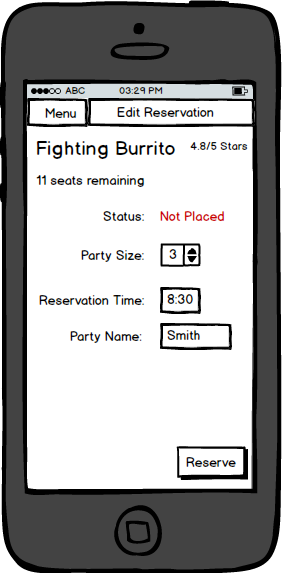 ABC 03:29 PM
Menu Edit Reservation
Fighting Burrito 4.8/5 Stars
11 seats remaining
Status: Not Placed
Party Size: 3
Reservation Time: 8:30
Party Name: Smith
Reserve